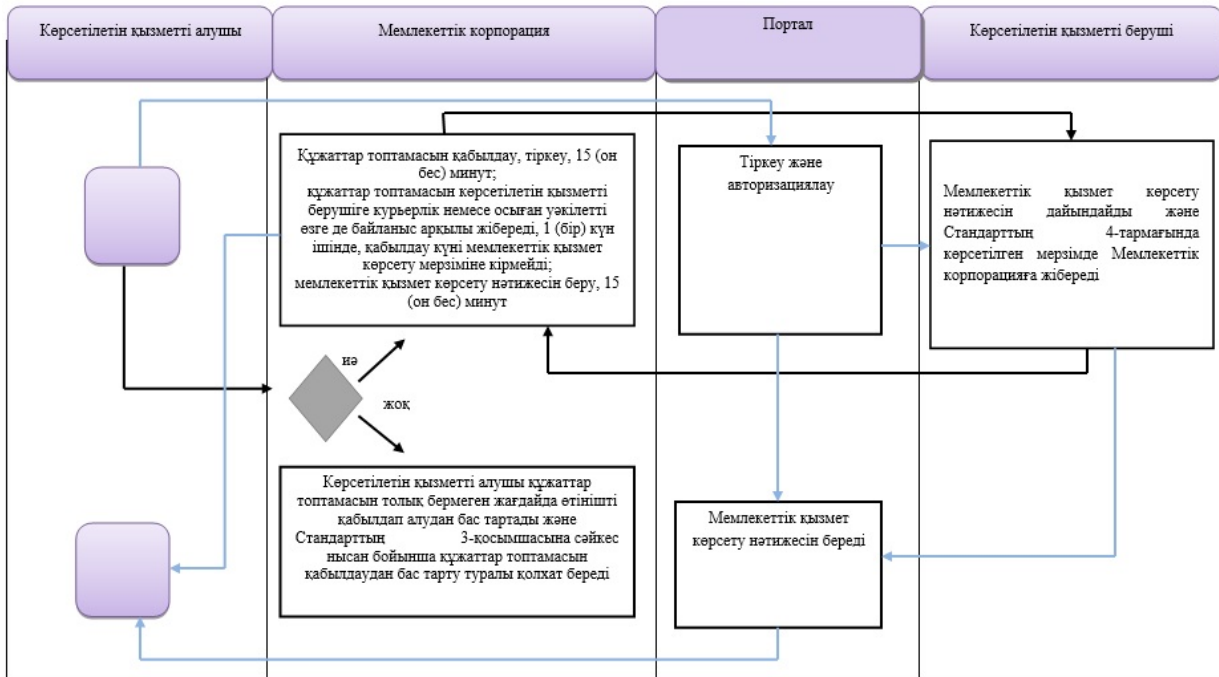 Көрсетілетін қызметті алушы
Мемлекеттік корпорация
Портал
Көрсетілетін қызметті беруші
Құжаттар топтамасын қабылдау, тіркеу, 15 (он
бес) минут;
құжаттар топтамасын көрсетілетін қызметті
берушіге курьерлік немесе осыған уәкілетті
өзге де байланыс арқылы жібереді, 1 (бір) күн
ішінде, қабылдау күні мемлекеттік қызмет
көрсету мерзіміне кірмейді;
мемлекеттік қызмет көрсету нәтижесін беру, 15
(он бес) минут
Тіркеу және
авторизациялау
Мемлекеттік қызмет көрсету
нәтижесін дайындайды және
Стандарттың 4-тармағында
көрсетілген мерзімде Мемлекеттік
корпорацияға жібереді
иә
жоқ
Көрсетілетін қызметті алушы құжаттар
топтамасын толық бермеген жағдайда өтінішті
қабылдап алудан бас тартады және
Стандарттың 3-қосымшасына сәйкес
нысан бойынша құжаттар топтамасын
қабылдаудан бас тарту туралы қолхат береді
Мемлекеттік қызмет
көрсету нәтижесін береді